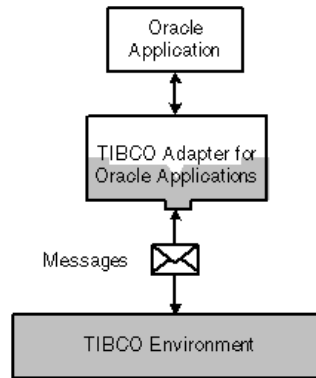 Oracle
Application
TIBCO Adapter for
Oracle Applications
Messages
TIBCO Environment